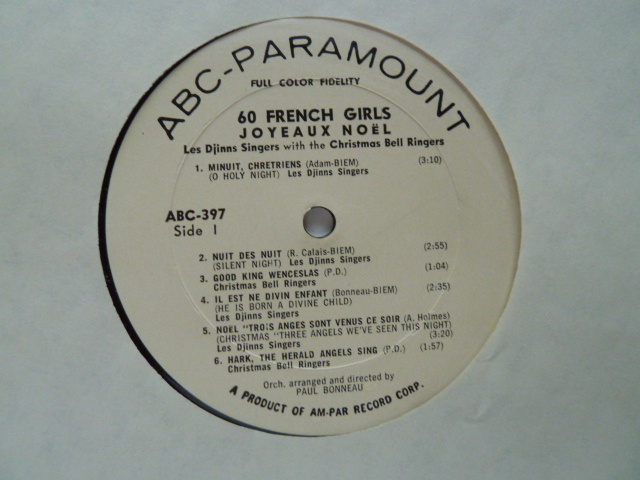 ABC-PARAMOUNT
FULL COLOR FIDELITY
60 FRENCH GIRLS
JOYEAUX NOËL
Les Djinns Singers with the Christmas Bell Ringers
1. MINUIT, CHRETRIENS (Adam-BIEM) (3:10)
(O HOLY NIGHT) Les Djinns Singers
ABC-397
Side 1
2. NUIT DES NUIT (R. Calais-BIEM) (2:55)
(SILENT NIGHT) Les Djinns Singers
3. GOOD KING WENCESLAS (P.D.) (1:04)
Christmas Bell Ringers
4. IL EST NE DIVIN ENFANT (Bonneau-BIEM) (2:35)
(HE IS BORN A DIVINE CHILD)
Les Djinns Singers
5. NOEL "TROIS ANGES SONT VENUS CE SOIR (A. Holmes)
(CHRISTMAS "THREE ANGELS WE'VE SEEN THIS NIGHT)
Les Djinns Singers (3:20)
6. HARK, THE HERALD ANGELS SING (P.D.) (1:57)
Christmas Bell Ringers
Orch. arranged and directed by
PAUL BONNEAU
A PRODUCT OF AM-PAR RECORD CORP.